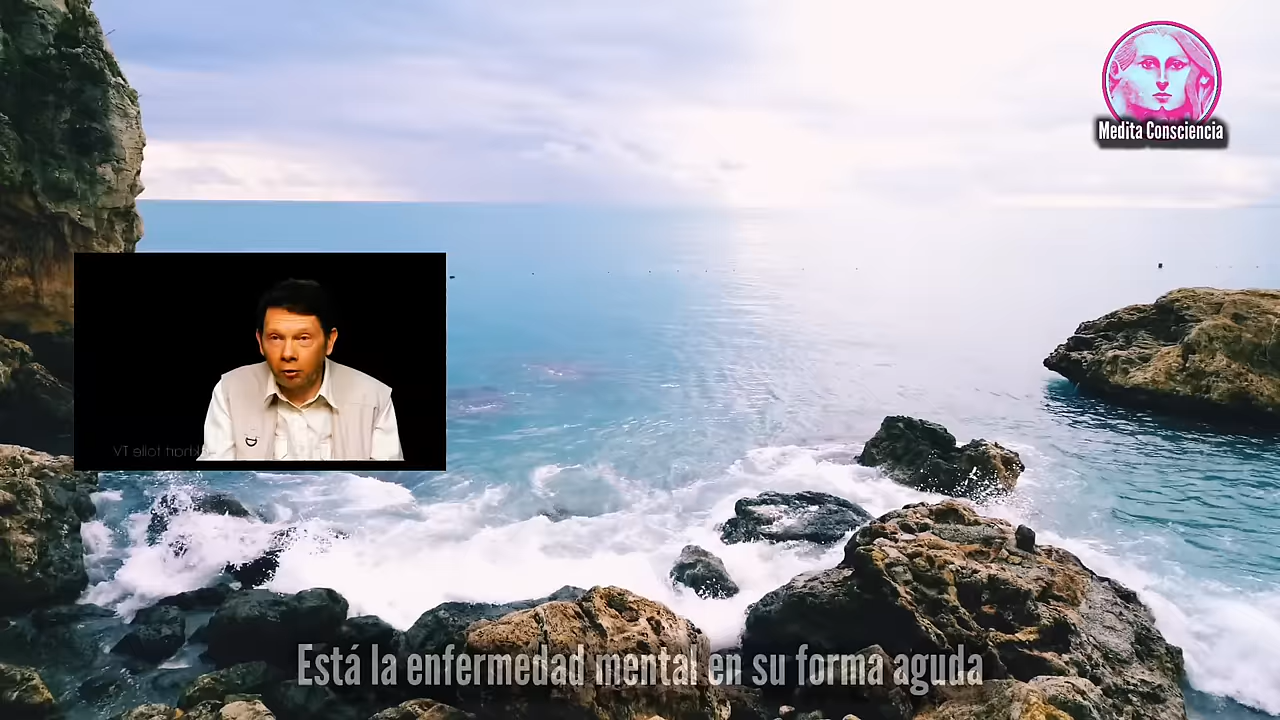 Medita Consciencia
Está la enfermedad mental en su forma aguda